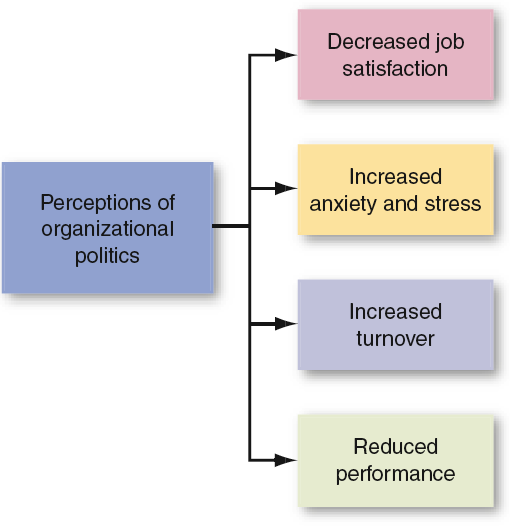 Decreased job
satisfaction
Increased
anxiety and stress
Perceptions of
organizational
politics
Increased
turnover
Reduced
performance